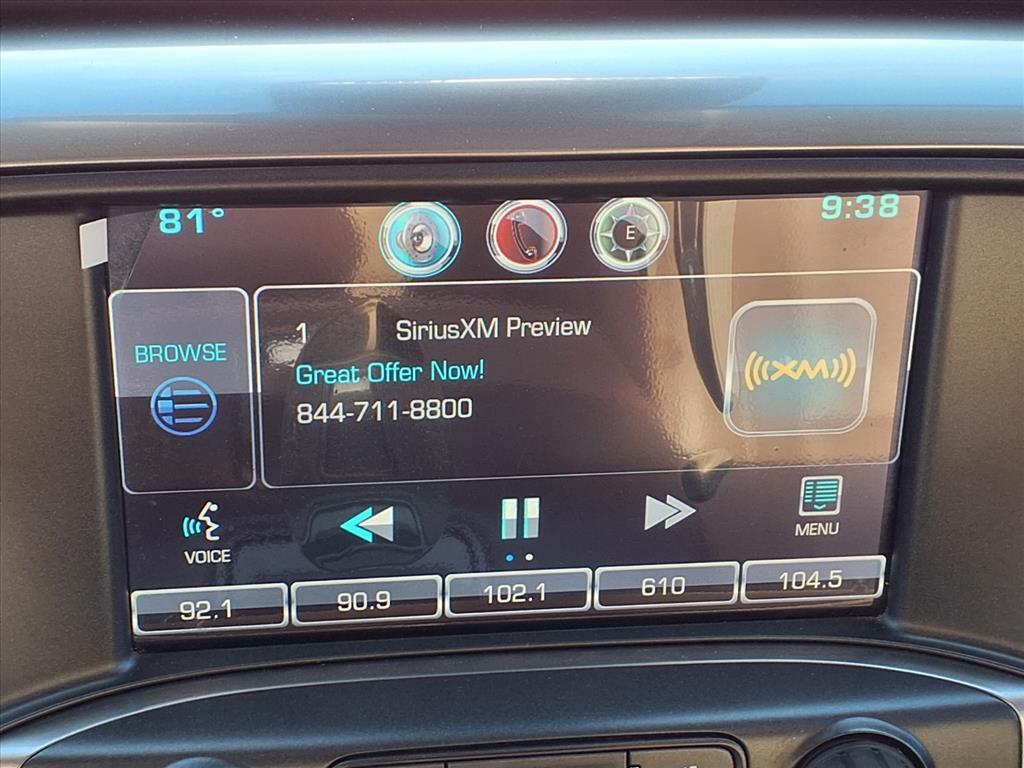 81°
E
9:38
BROWSE
1 SiriusXM Preview
Great Offer Now!
844-711-8800
(((XM)))
VOICE
MENU
92.1 90.9 102.1 610 104.5